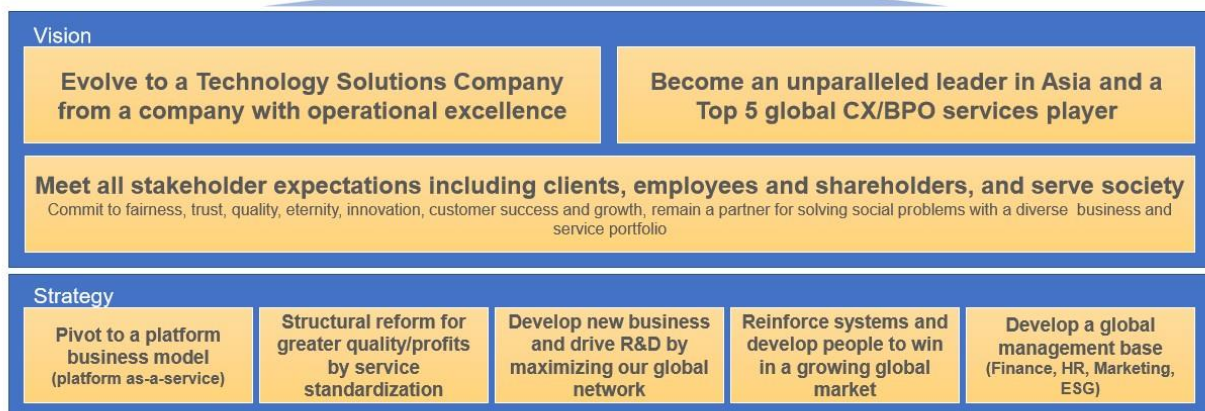 Vision
Evolve to a Technology Solutions Company
from a company with operational excellence
Become an unparalleled leader in Asia and a
Top 5 global CX/BPO services player
Meet all stakeholder expectations including clients, employees and shareholders, and serve society
Commit to fairness, trust, quality, eternity, innovation, customer success and growth, remain a partner for solving social problems with a diverse business and
service portfolio
Strategy
Pivot to a platform
business model
(platform as-a-service)
Structural reform for
greater quality/profits
by service
standardization
Develop new business
and drive R&D by
maximizing our global
network
Reinforce systems and
develop people to win
in a growing global
market
Develop a global
management base
(Finance, HR, Marketing,
ESG)